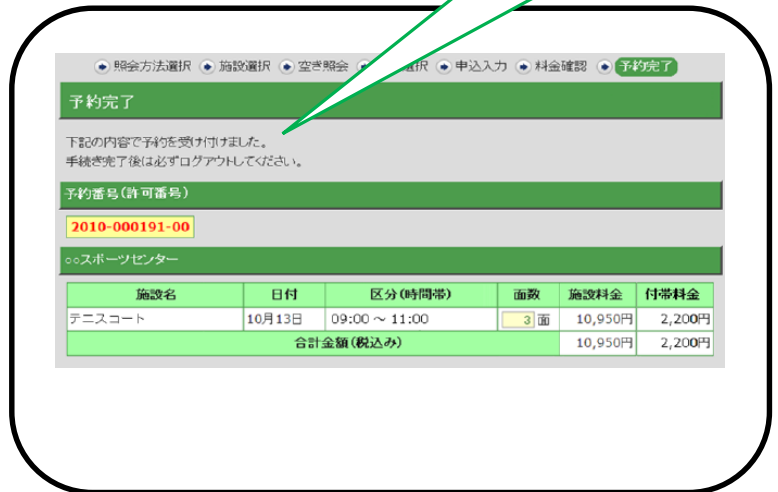 照会方法選択 施設選択 空き照会 選択 申込入力 料金確認 予約完了
予約完了
下記の内容で予約を受け付けました。
手続き完了後は必ずログアウトしてください。
予約番号(許可番号)
2010-000191-00
○○スポーツセンター
施設名 日付 区分(時間帯) 面数 施設料金 付帯料金
テニスコート 10月13日 09:00 ～ 11:00 3 面 10,950円 2,200円
合計金額(税込み) 10,950円 2,200円